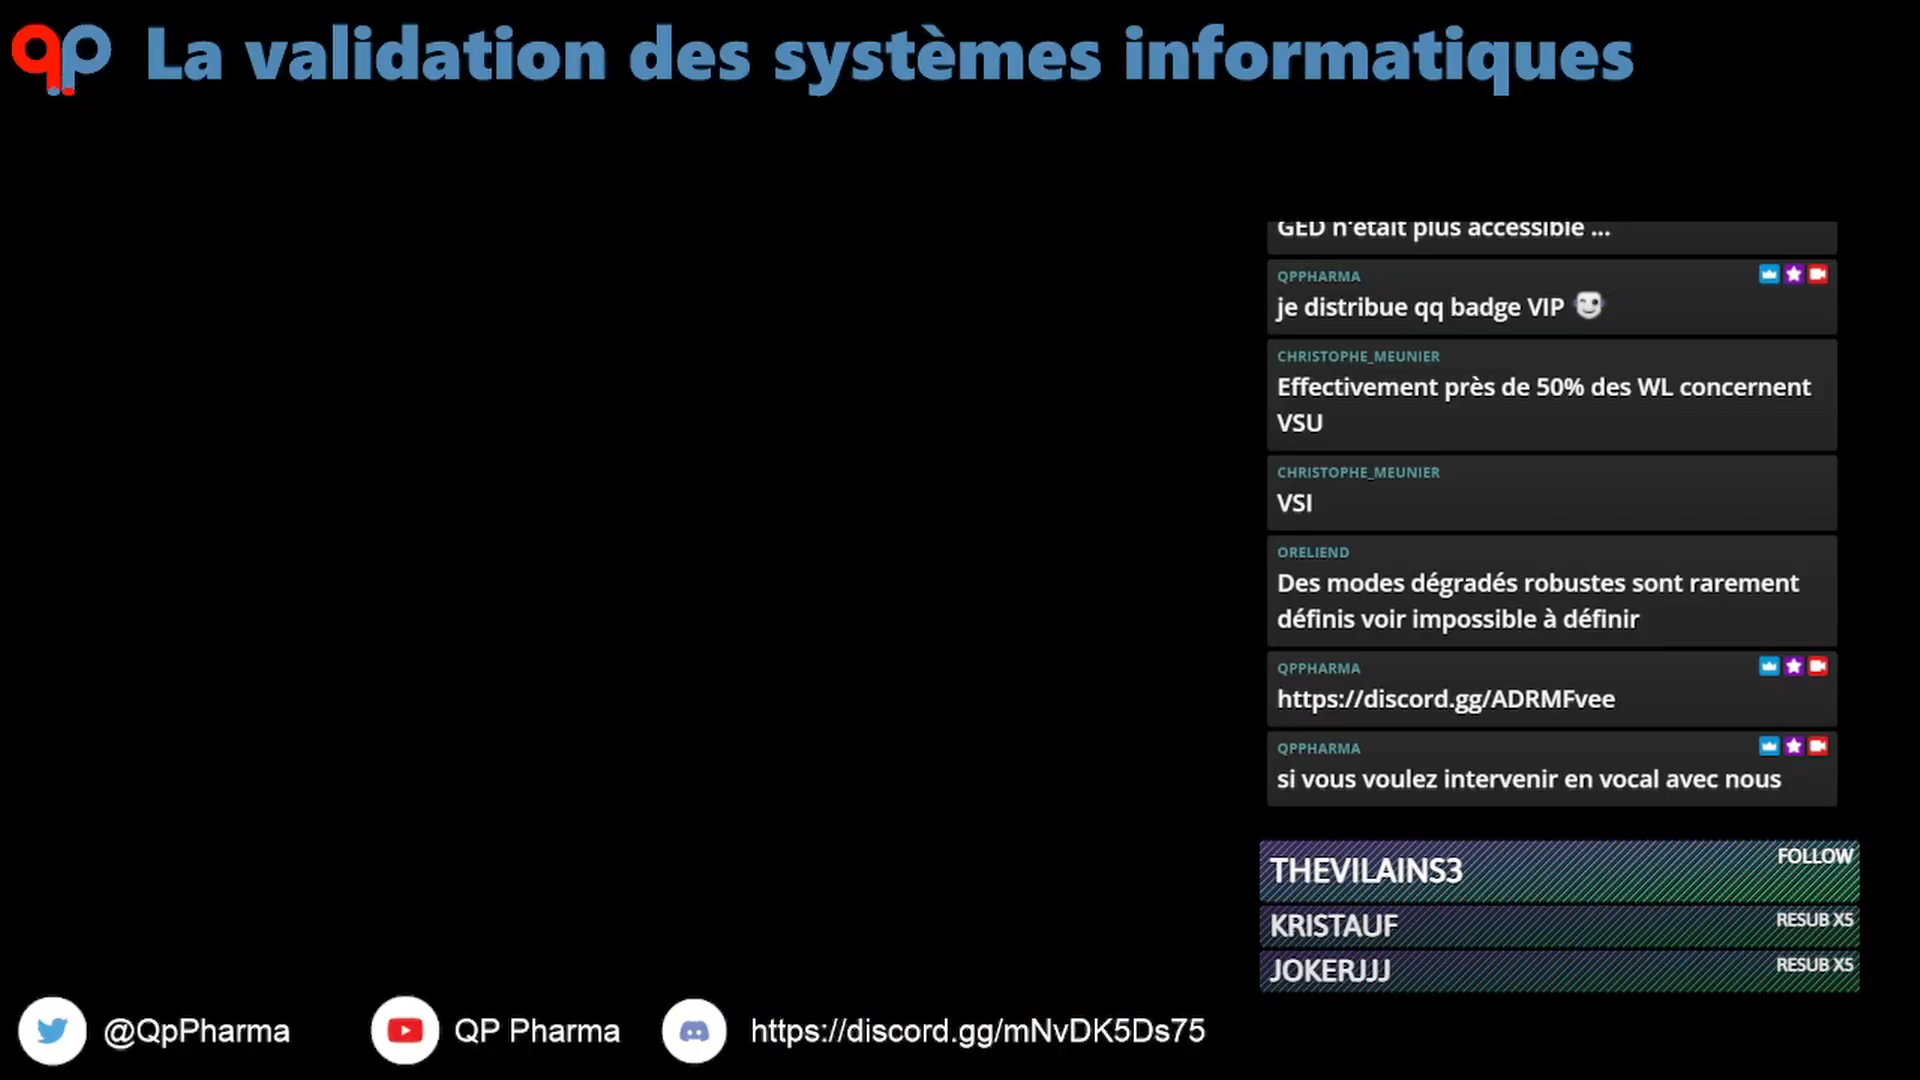 qp La validation des systèmes informatiques
GED n'était plus accessible ...
QPPHARMA
je distribue qq badge VIP
CHRISTOPHE_MEUNIER
Effectivement près de 50% des WL concernent
VSU
CHRISTOPHE_MEUNIER
VSI
ORELIEND
Des modes dégradés robustes sont rarement
définis voir impossible à définir
QPPHARMA
https://discord.gg/ADRMFvee
QPPHARMA
si vous voulez intervenir en vocal avec nous
THEVILAINS3 FOLLOW
KRISTAUF RESUB X5
JOKERJJJ RESUB X5
@QpPharma QP Pharma https://discord.gg/mNvDK5Ds75